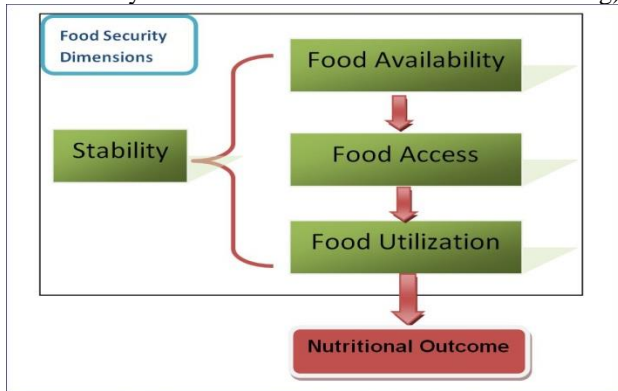 Food Security
Dimensions
Food Availability
Stability
Food Access
Food Utilization
Nutritional Outcome